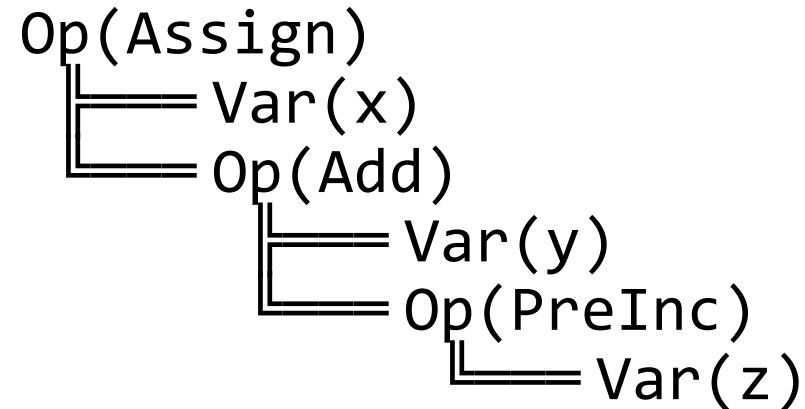 Op(Assign)
Var(x)
Op(Add)
Var(y)
Op(PreInc)
Var(z)